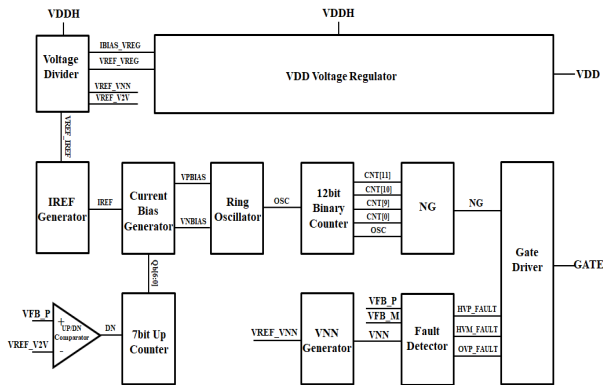 VDDH
VDDH
Voltage
Divider
IBIAS_VREG
VREF_VREG
VREF_VNN
VREF_V2V
VDD Voltage Regulator
VDD
VREF_IREF
IREF
Generator
IREF
Current
Bias
Generator
VPBIAS
VNBIAS
Ring
Oscillator
OSC
12bit
Binary
Counter
CNT[11]
CNT[10]
CNT[9]
CNT[0]
OSC
NG
NG
Gate
Driver
GATE
Qb[6:0]
VFB_P
VREF_V2V
+
UP/DN
Comparator
-
DN
7bit Up
Counter
VREF_VNN
VNN
Generator
VFB_P
VFB_M
VNN
Fault
Detector
HVP_FAULT
HVM_FAULT
OVP_FAULT